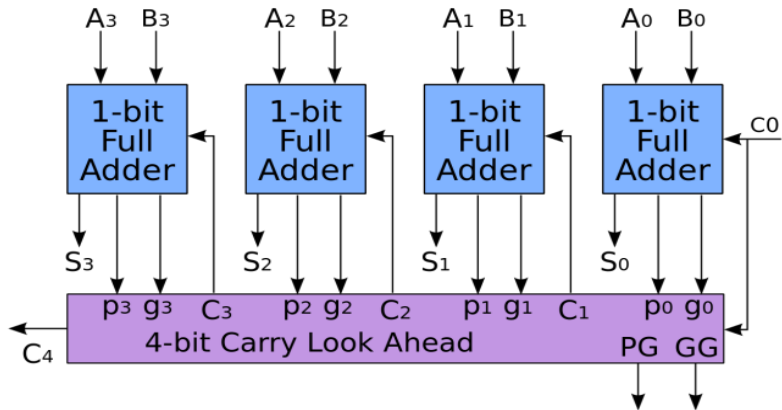 A3 B3 A2 B2 A1 B1 A0 B0
1-bit Full Adder
1-bit Full Adder
1-bit Full Adder
1-bit Full Adder
C0
S3 S2 S1 S0
p3 g3 C3 p2 g2 C2 p1 g1 C1 p0 g0
4-bit Carry Look Ahead
PG GG
C4